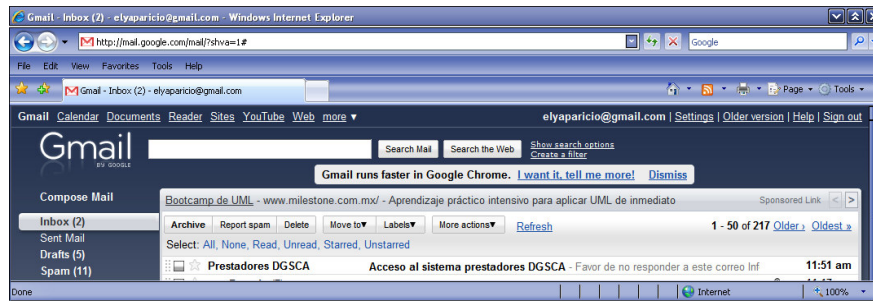 Gmail - Inbox (2) - elyaparicio@gmail.com - Windows Internet Explorer
http://mail.google.com/mail/?shva=1#
Google
File Edit View Favorites Tools Help
Gmail - Inbox (2) - elyaparicio@gmail.com
Page Tools
Gmail Calendar Documents Reader Sites YouTube Web more ▼ elyaparicio@gmail.com | Settings | Older version | Help | Sign out
Gmail BY GOOGLE
Search Mail Search the Web Show search options
Create a filter
Gmail runs faster in Google Chrome. I want it, tell me more! Dismiss
Compose Mail
Bootcamp de UML - www.milestone.com.mx/ - Aprendizaje práctico intensivo para aplicar UML de inmediato Sponsored Link < >
Inbox (2)
Archive Report spam Delete Move to▼ Labels▼ More actions▼ Refresh 1 - 50 of 217 Older › Oldest »
Sent Mail
Select: All, None, Read, Unread, Starred, Unstarred
Drafts (5)
Spam (11)
Prestadores DGSCA Acceso al sistema prestadores DGSCA - Favor de no responder a este correo Inf 11:51 am
Done Internet 100%